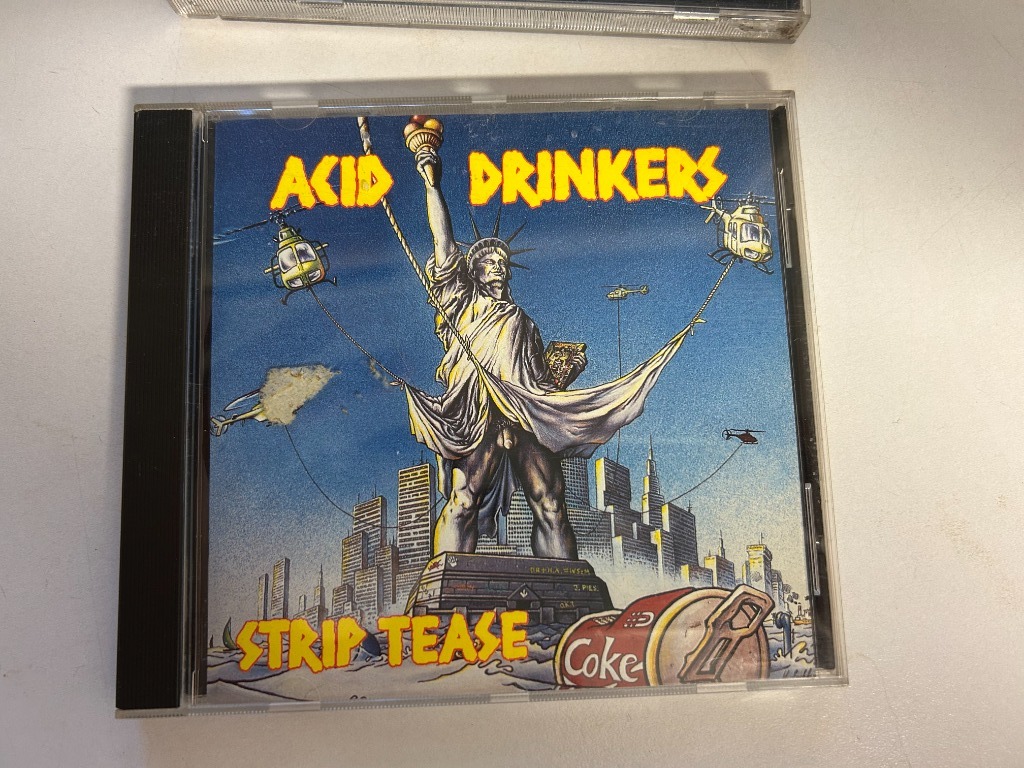 ACID DRINKERS
STRIP TEASE
Coke